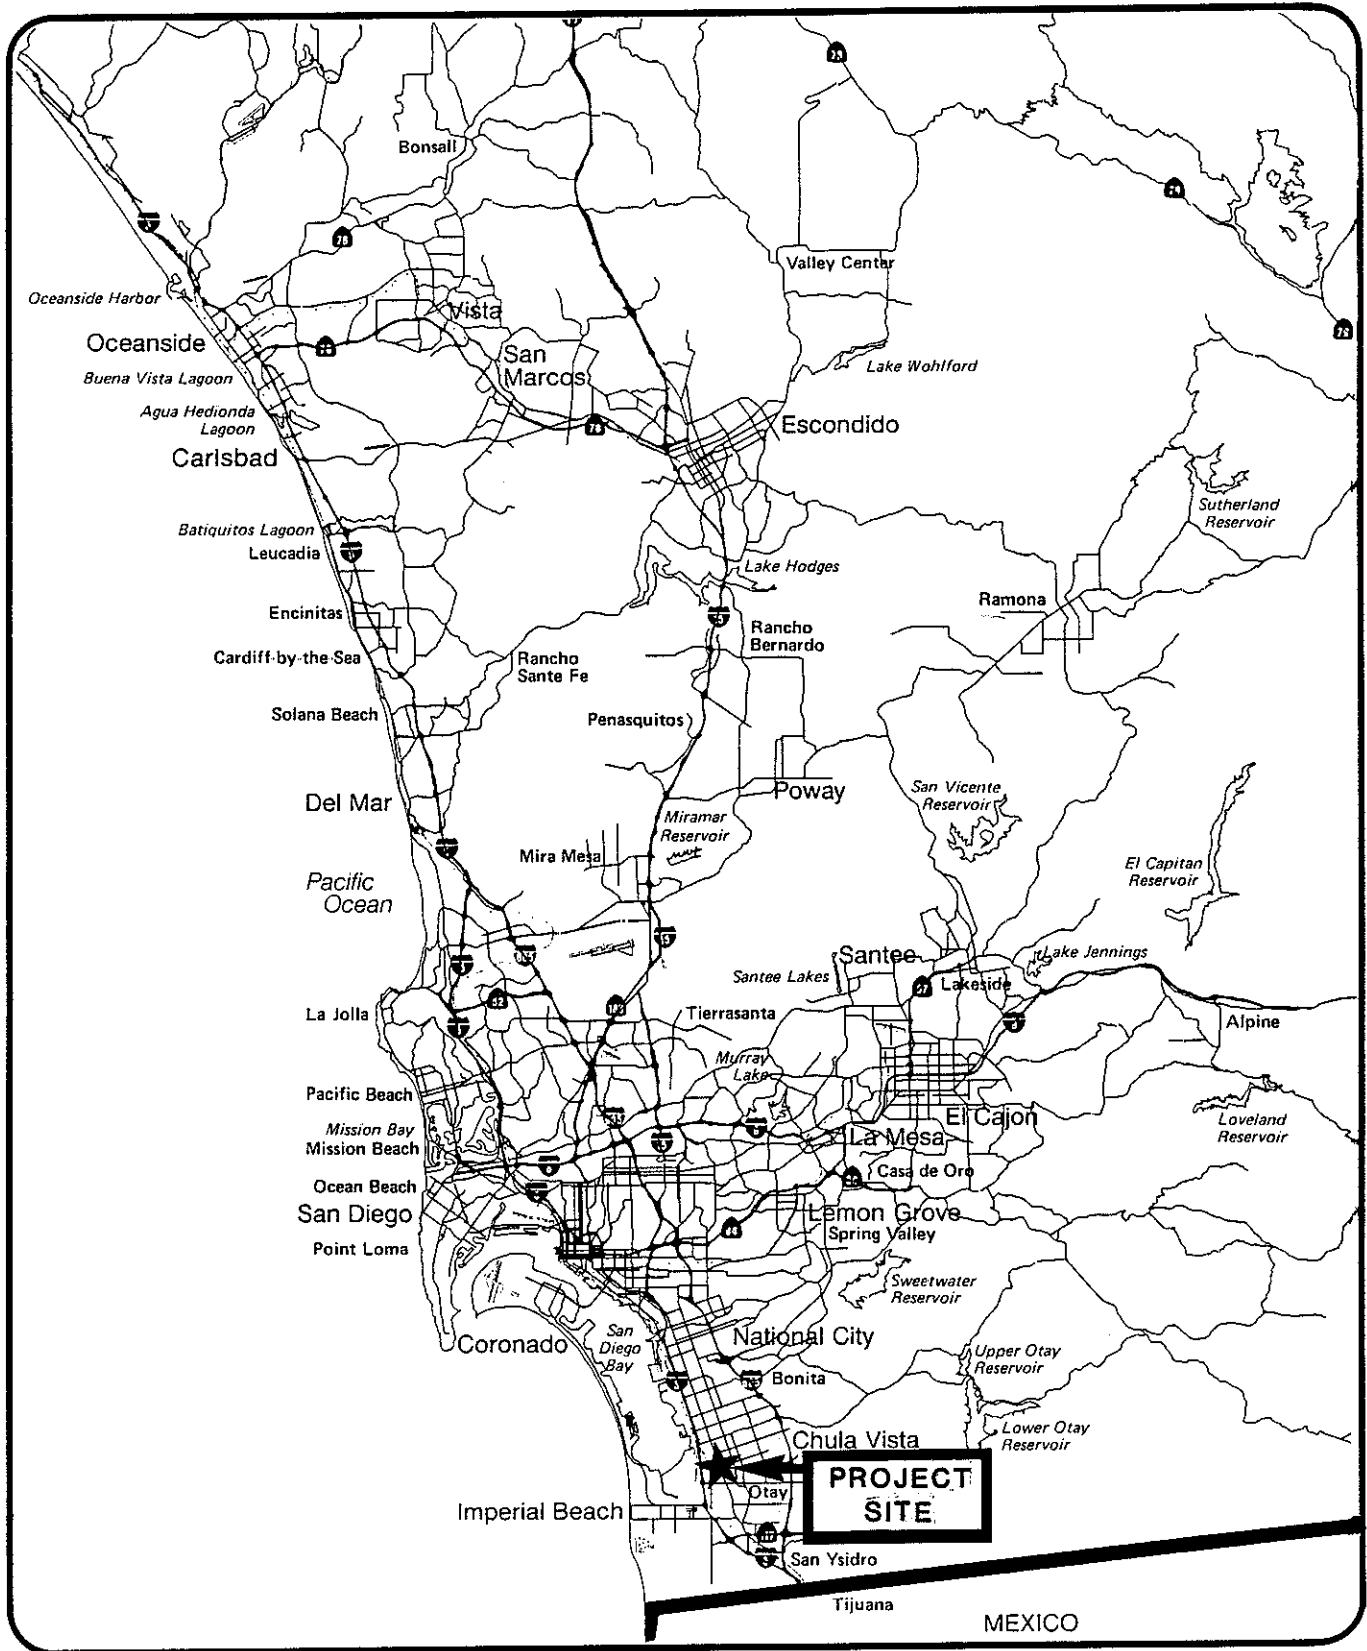 Bonsall
76
Valley Center
Oceanside Harbor
Vista
Oceanside
San
Marcos
Lake Wohlford
Buena Vista Lagoon
Agua Hedionda
Lagoon
78
Escondido
Carlsbad
Sutherland
Reservoir
Batiquitos Lagoon
Leucadia
Lake Hodges
Encinitas
Ramona
Rancho
Bernardo
Cardiff-by-the-Sea
Rancho
Sante Fe
Solana Beach
Penasquitos
Poway
San Vicente
Reservoir
Del Mar
Miramar
Reservoir
Mira Mesa
El Capitan
Reservoir
Pacific
Ocean
Santee
Lake Jennings
Santee Lakes
Lakeside
La Jolla
Tierrasanta
Alpine
Murray
Lake
Pacific Beach
El Cajon
Loveland
Reservoir
Mission Bay
Mission Beach
La Mesa
Casa de Oro
Ocean Beach
San Diego
Lemon Grove
Spring Valley
Point Loma
Sweetwater
Reservoir
Coronado
San
Diego
Bay
National City
Upper Otay
Reservoir
Bonita
Lower Otay
Reservoir
Chula Vista
PROJECT
SITE
Otay
Imperial Beach
San Ysidro
Tijuana
MEXICO